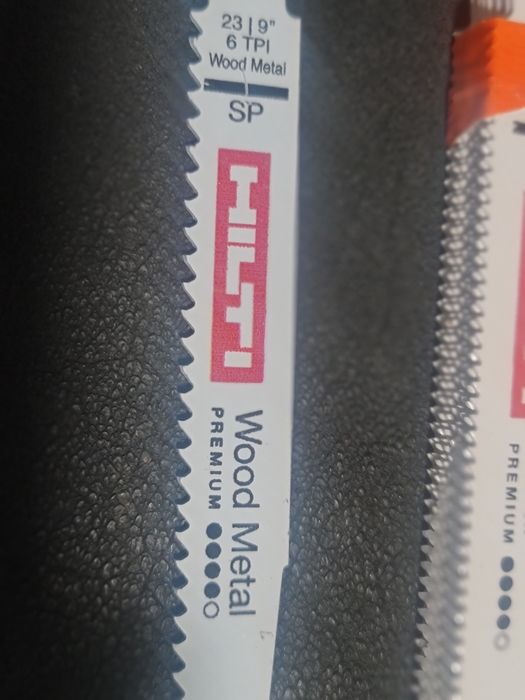 23 | 9"
6 TPI
Wood Metal
SP
HILTI
Wood Metal
PREMIUM
PREMIUM